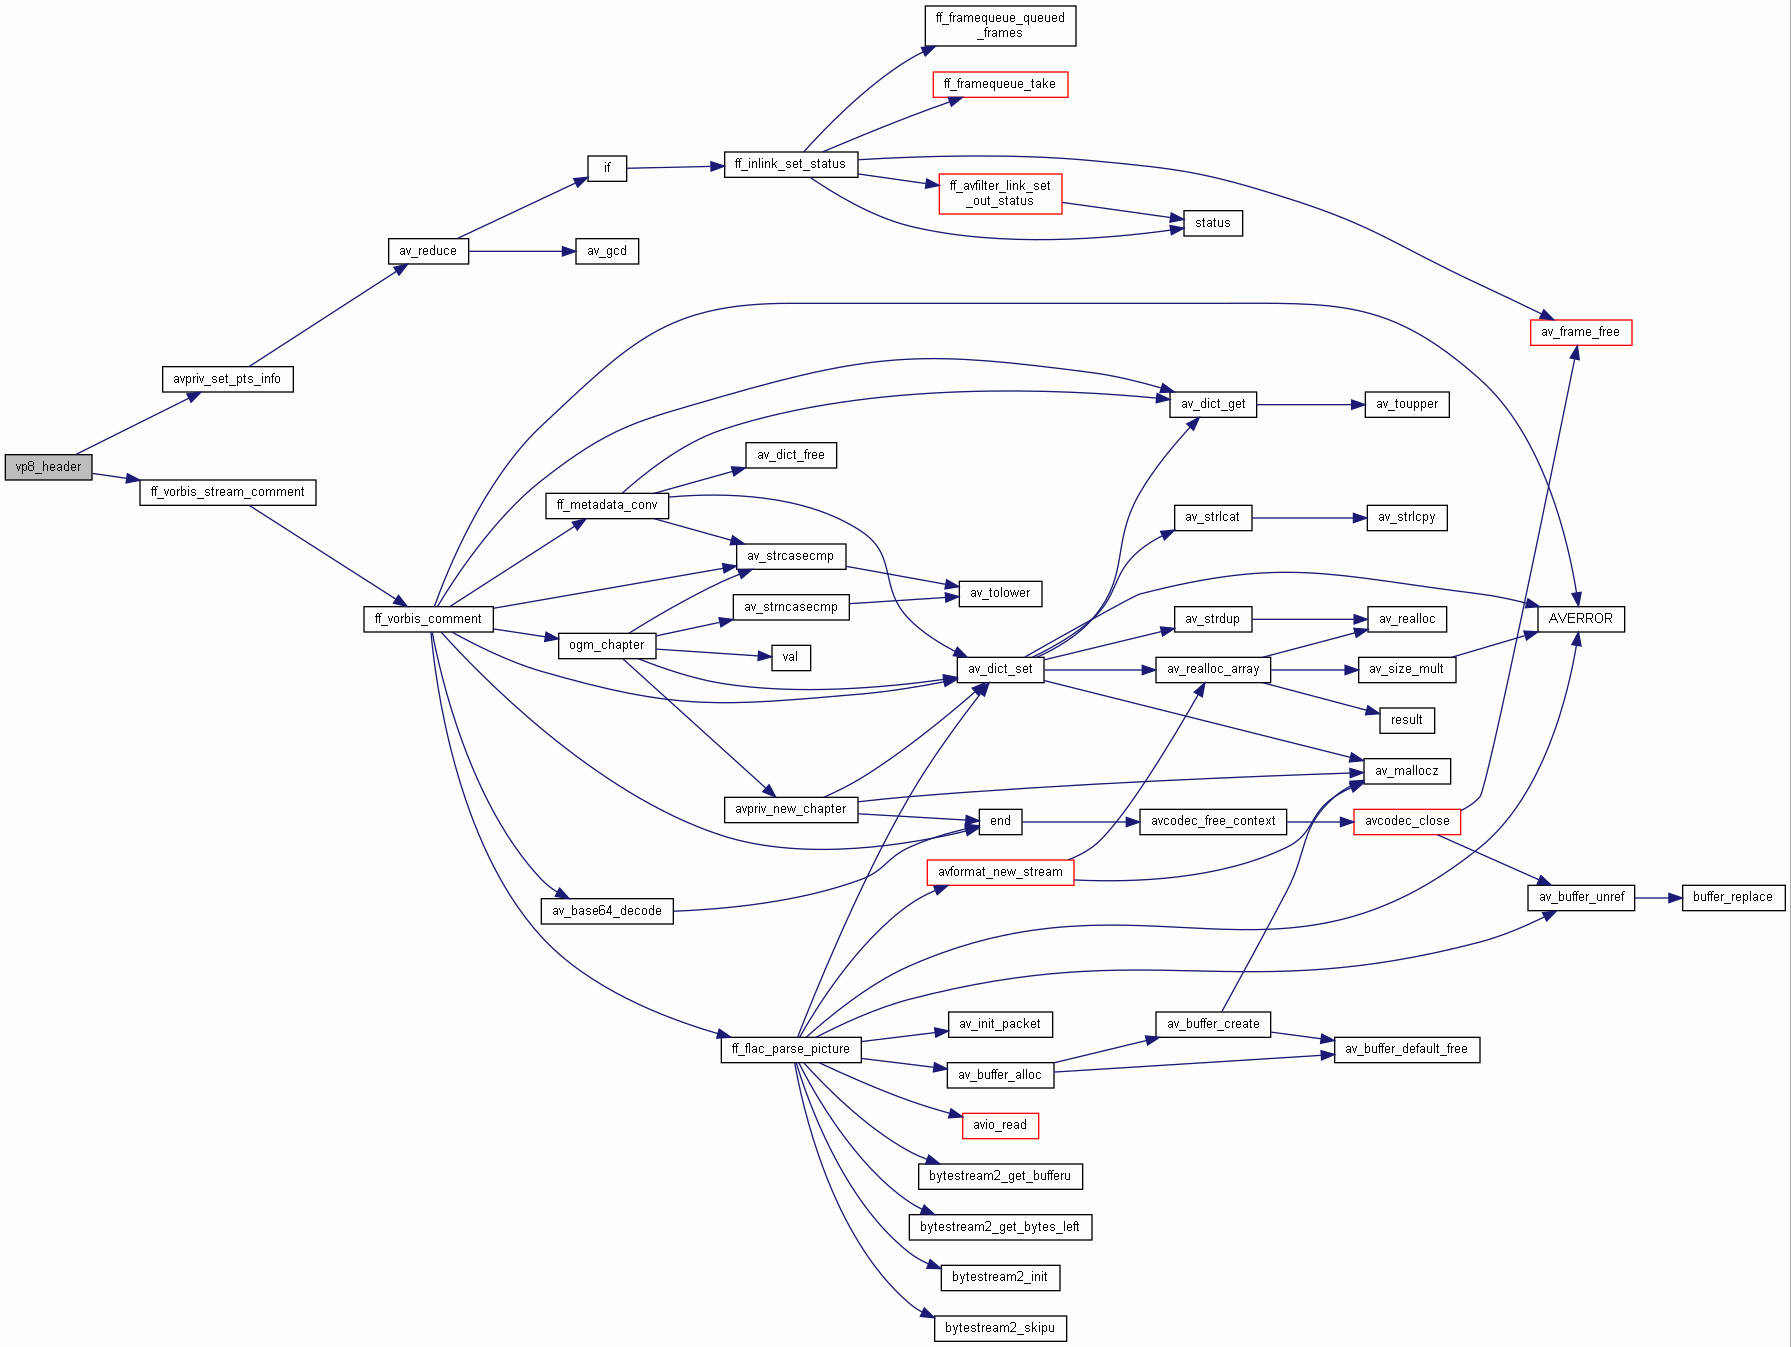 ff_framequeue_queued
_frames
ff_framequeue_take
if
ff_inlink_set_status
ff_avfilter_link_set
_out_status
status
av_reduce
av_gcd
av_frame_free
avpriv_set_pts_info
av_dict_get
av_toupper
vp8_header
av_dict_free
ff_vorbis_stream_comment
ff_metadata_conv
av_strlcat
av_strlcpy
av_strcasecmp
av_tolower
av_strncasecmp
ff_vorbis_comment
av_strdup
av_realloc
AVERROR
ogm_chapter
val
av_dict_set
av_realloc_array
av_size_mult
result
av_mallocz
avpriv_new_chapter
end
avcodec_free_context
avcodec_close
avformat_new_stream
av_base64_decode
av_buffer_unref
buffer_replace
av_init_packet
av_buffer_create
ff_flac_parse_picture
av_buffer_default_free
av_buffer_alloc
avio_read
bytestream2_get_bufferu
bytestream2_get_bytes_left
bytestream2_init
bytestream2_skipu